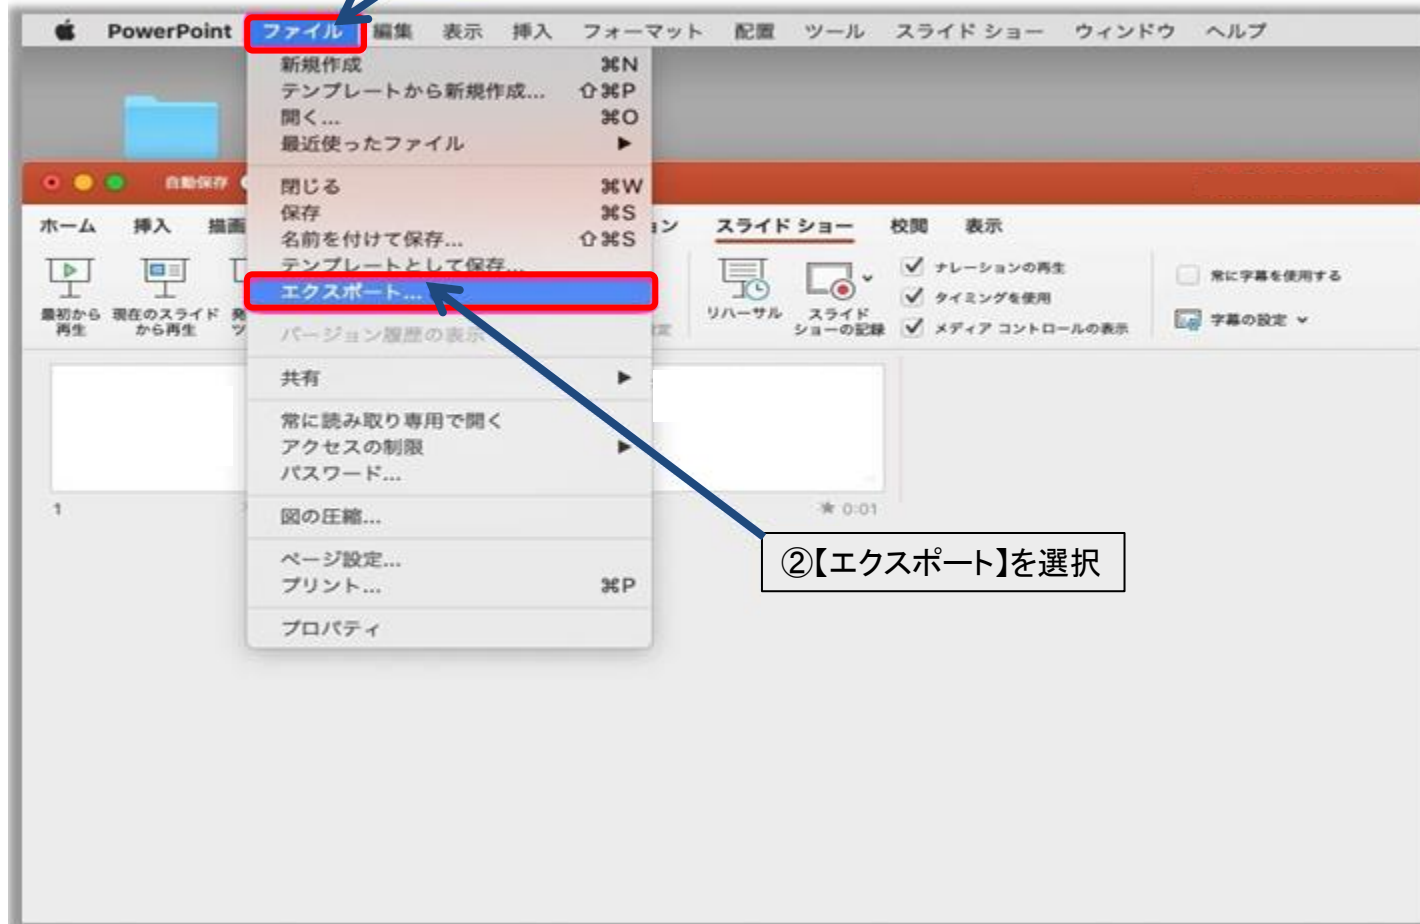 PowerPoint ファイル 編集 表示 挿入 フォーマット 配置 ツール スライド ショー ウィンドウ ヘルプ
新規作成 ⌘N
テンプレートから新規作成... ⇧⌘P
開く... ⌘O
最近使ったファイル ▶
自動保存
閉じる ⌘W
保存 ⌘S
名前を付けて保存... ⇧⌘S
テンプレートとして保存...
エクスポート...
バージョン履歴の表示
共有 ▶
常に読み取り専用で開く
アクセスの制限 ▶
パスワード...
図の圧縮...
ページ設定...
プリント... ⌘P
プロパティ
ホーム 挿入 描画 ョン スライド ショー 校閲 表示
最初から
再生
現在のスライド
から再生
発
ツ
リハーサル
スライド
ショーの記録
ナレーションの再生
タイミングを使用
メディア コントロールの表示
常に字幕を使用する
字幕の設定
1
0:01
②【エクスポート】を選択